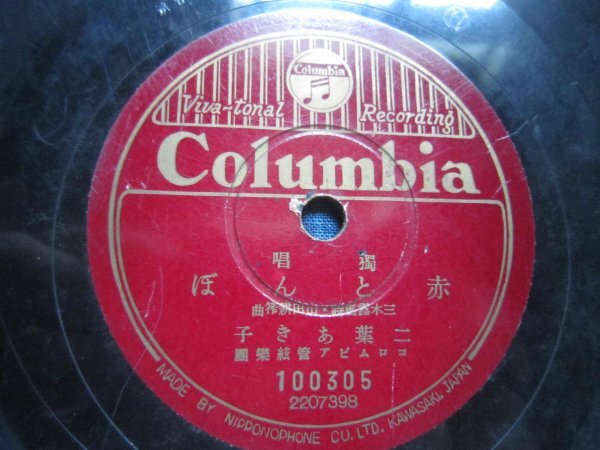 Columbia
Viva-tonal Recording
Columbia
獨唱
赤とんぼ
三木露風詩・山田耕筰作曲
二葉あき子
コロムビア管絃樂團
100305
2207398
MADE BY NIPPONOPHONE CO. LTD. KAWASAKI, JAPAN